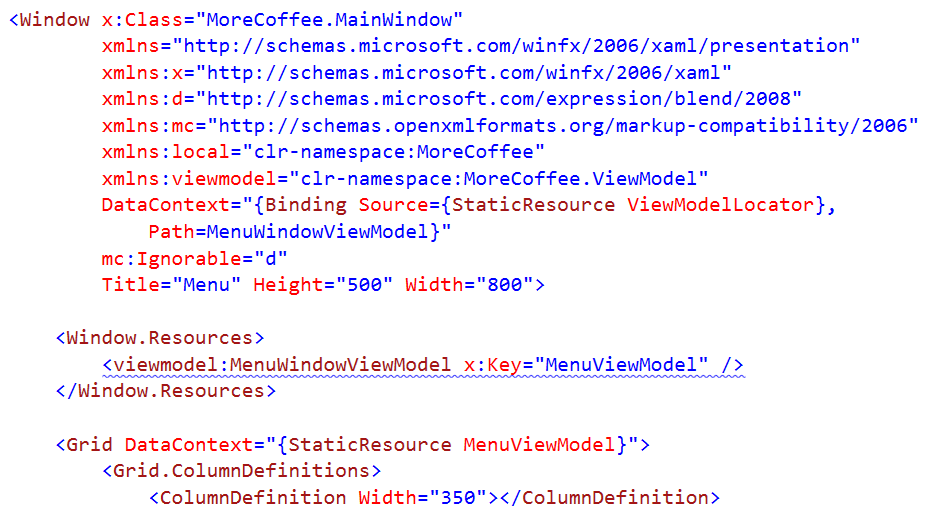 <Window x:Class="MoreCoffee.MainWindow"
        xmlns="http://schemas.microsoft.com/winfx/2006/xaml/presentation"
        xmlns:x="http://schemas.microsoft.com/winfx/2006/xaml"
        xmlns:d="http://schemas.microsoft.com/expression/blend/2008"
        xmlns:mc="http://schemas.openxmlformats.org/markup-compatibility/2006"
        xmlns:local="clr-namespace:MoreCoffee"
        xmlns:viewmodel="clr-namespace:MoreCoffee.ViewModel"
        DataContext="{Binding Source={StaticResource ViewModelLocator},
            Path=MenuWindowViewModel}"
        mc:Ignorable="d"
        Title="Menu" Height="500" Width="800">
    <Window.Resources>
        <viewmodel:MenuWindowViewModel x:Key="MenuViewModel" />
    </Window.Resources>
    <Grid DataContext="{StaticResource MenuViewModel}">
        <Grid.ColumnDefinitions>
            <ColumnDefinition Width="350"></ColumnDefinition>